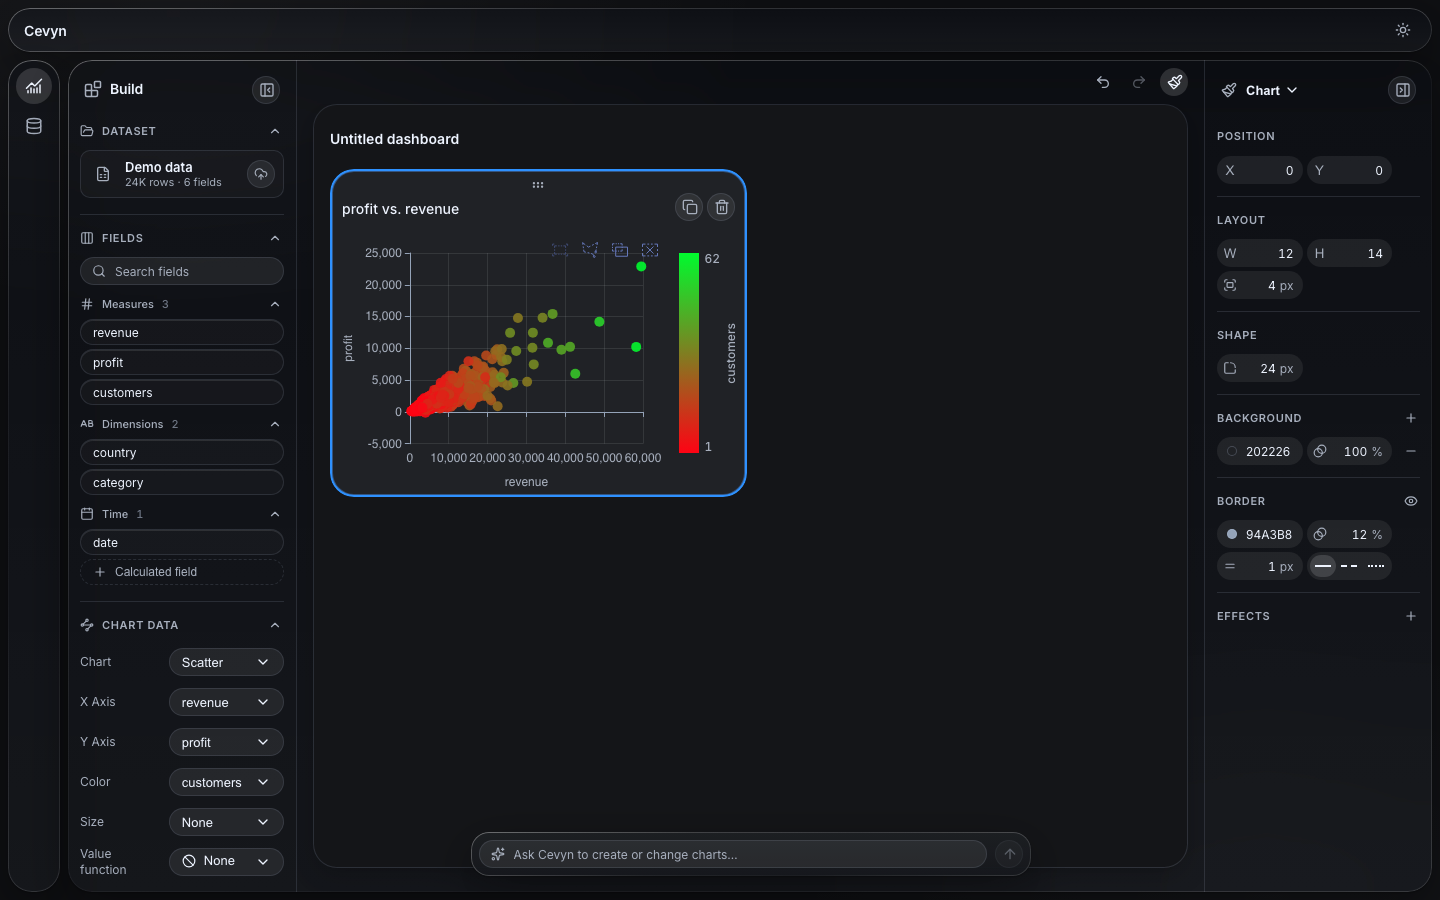 Cevyn
Build
DATASET
Demo data
24K rows · 6 fields
FIELDS
Search fields
Measures 3
revenue
profit
customers
AB Dimensions 2
country
category
Time 1
date
Calculated field
CHART DATA
Chart
Scatter
X Axis
revenue
Y Axis
profit
Color
customers
Size
None
Value function
None
Untitled dashboard
profit vs. revenue
25,000
20,000
15,000
10,000
5,000
0
-5,000
profit
0
10,000
20,000
30,000
40,000
50,000
60,000
revenue
62
1
customers
Ask Cevyn to create or change charts...
Chart
POSITION
X 0
Y 0
LAYOUT
W 12
H 14
4 px
SHAPE
24 px
BACKGROUND
202226
100 %
BORDER
94A3B8
12 %
1 px
EFFECTS